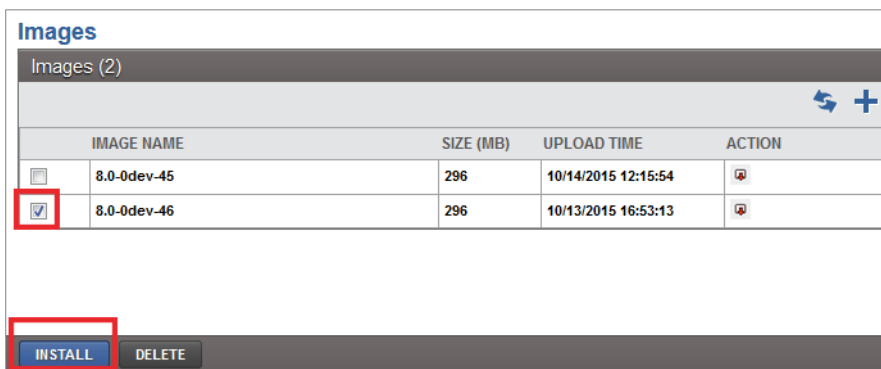 Images
Images (2)
IMAGE NAME SIZE (MB) UPLOAD TIME ACTION
8.0-0dev-45 296 10/14/2015 12:15:54
8.0-0dev-46 296 10/13/2015 16:53:13
INSTALL DELETE